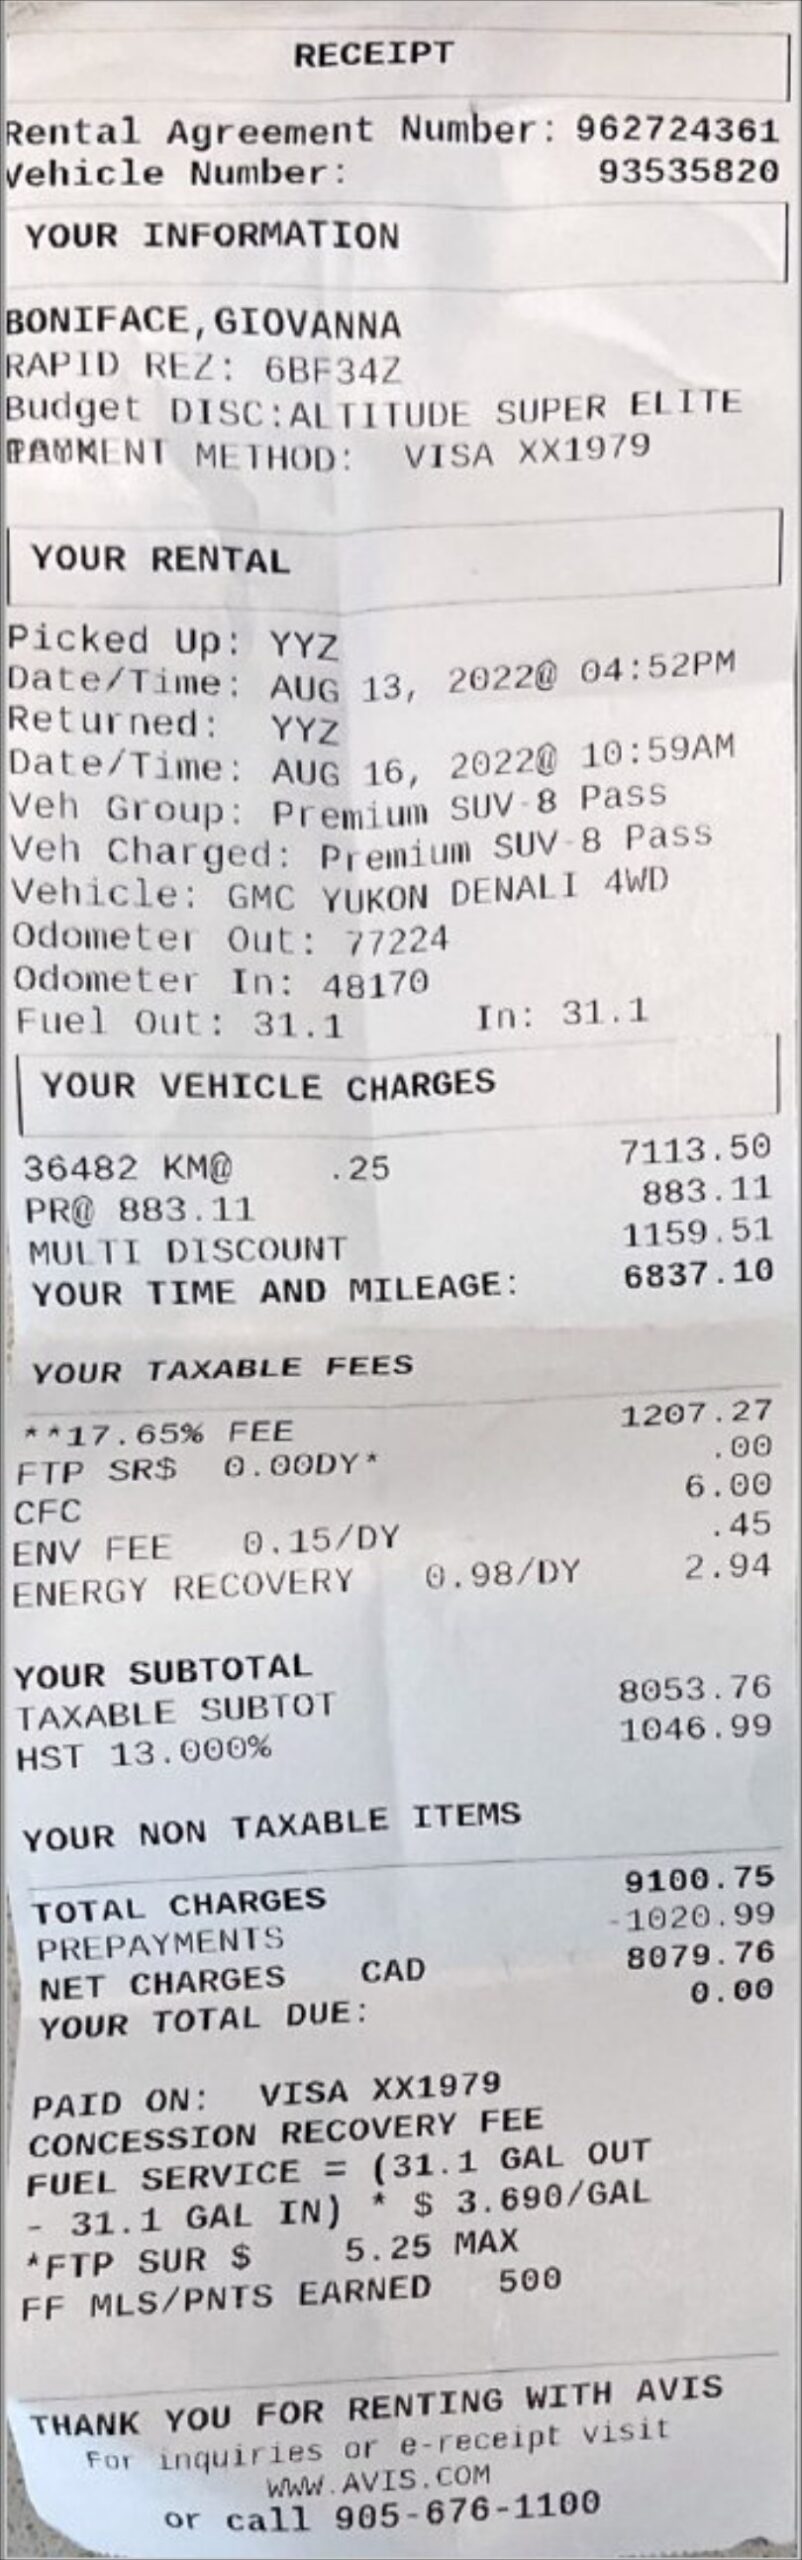 RECEIPT
Rental Agreement Number: 962724361
Vehicle Number: 93535820
YOUR INFORMATION
BONIFACE,GIOVANNA
RAPID REZ: 6BF34Z
Budget DISC:ALTITUDE SUPER ELITE
PAYMENT METHOD: VISA XX1979
YOUR RENTAL
Picked Up: YYZ
Date/Time: AUG 13, 2022@ 04:52PM
Returned: YYZ
Date/Time: AUG 16, 2022@ 10:59AM
Veh Group: Premium SUV-8 Pass
Veh Charged: Premium SUV-8 Pass
Vehicle: GMC YUKON DENALI 4WD
Odometer Out: 77224
Odometer In: 48170
Fuel Out: 31.1 In: 31.1
YOUR VEHICLE CHARGES
36482 KM@ .25 7113.50
PR@ 883.11 883.11
MULTI DISCOUNT 1159.51
YOUR TIME AND MILEAGE: 6837.10
YOUR TAXABLE FEES
**17.65% FEE 1207.27
FTP SR$ 0.00DY* .00
CFC 6.00
ENV FEE 0.15/DY .45
ENERGY RECOVERY 0.98/DY 2.94
YOUR SUBTOTAL
TAXABLE SUBTOT 8053.76
HST 13.000% 1046.99
YOUR NON TAXABLE ITEMS
TOTAL CHARGES 9100.75
PREPAYMENTS -1020.99
NET CHARGES CAD 8079.76
YOUR TOTAL DUE: 0.00
PAID ON: VISA XX1979
CONCESSION RECOVERY FEE
FUEL SERVICE = (31.1 GAL OUT
- 31.1 GAL IN) * $ 3.690/GAL
*FTP SUR $ 5.25 MAX
FF MLS/PNTS EARNED 500
THANK YOU FOR RENTING WITH AVIS
For inquiries or e-receipt visit
WWW.AVIS.COM
or call 905-676-1100